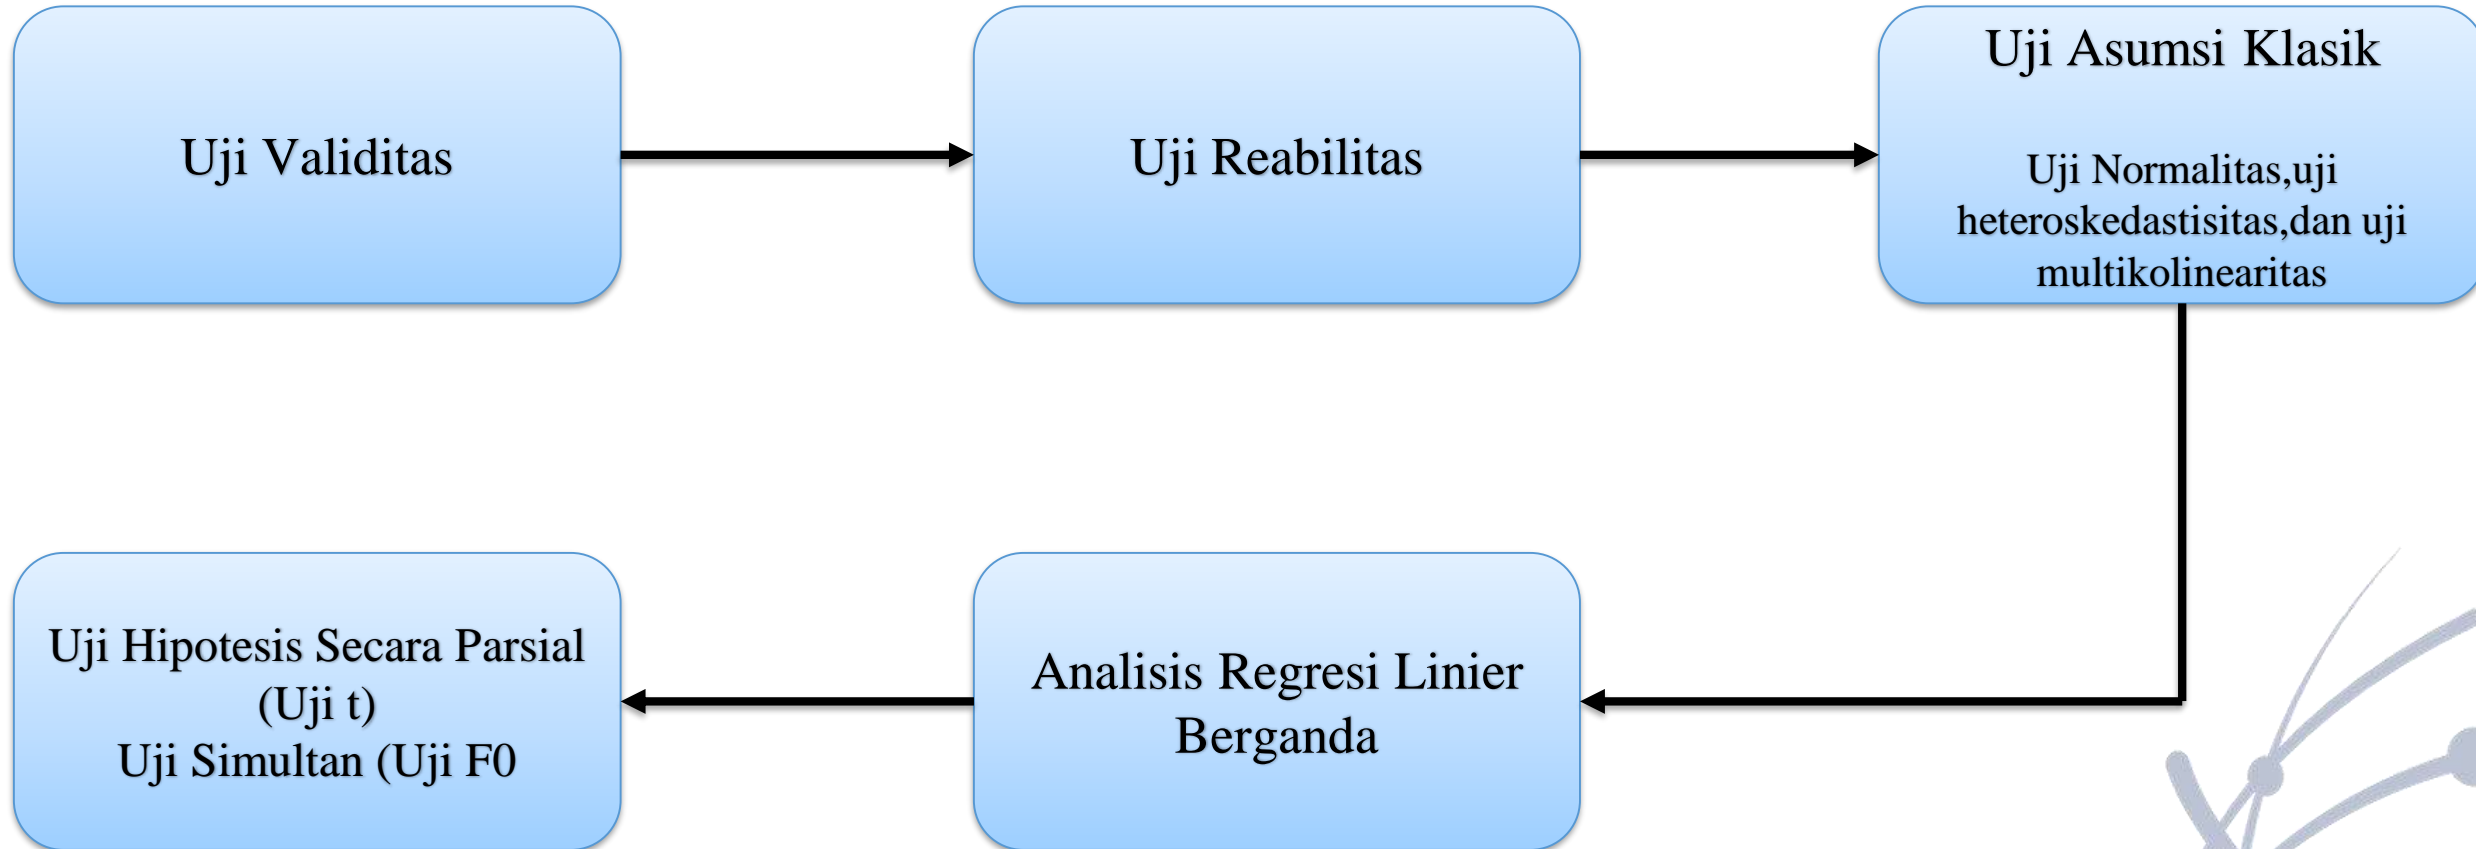 Uji Validitas
Uji Reabilitas
Uji Asumsi Klasik
Uji Normalitas,uji
heteroskedastisitas,dan uji
multikolinearitas
Analisis Regresi Linier
Berganda
Uji Hipotesis Secara Parsial
(Uji t)
Uji Simultan (Uji F0